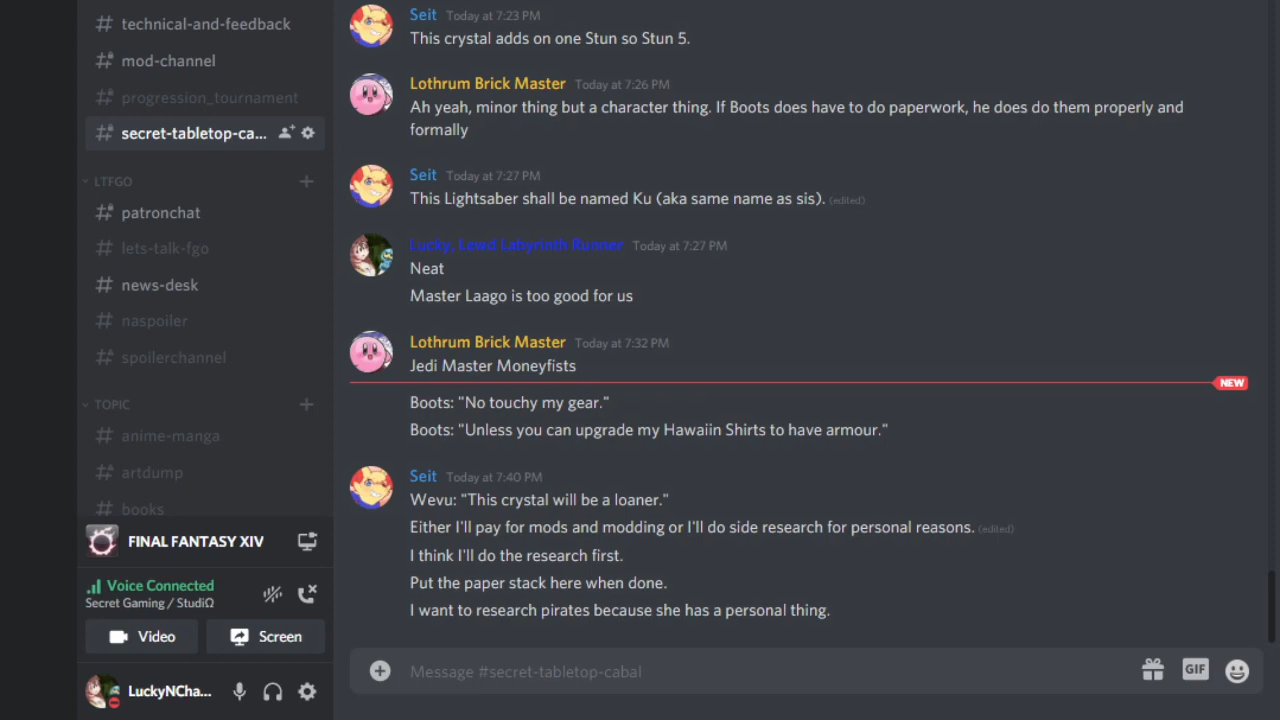 technical-and-feedback
mod-channel
progression_tournament
secret-tabletop-ca...
LTFGO
patronchat
lets-talk-fgo
news-desk
naspoiler
spoilerchannel
TOPIC
anime-manga
artdump
books
FINAL FANTASY XIV
Voice Connected
Secret Gaming / StudiΩ
Video
Screen
LuckyNCha...
Seit Today at 7:23 PM
This crystal adds on one Stun so Stun 5.
Lothrum Brick Master Today at 7:26 PM
Ah yeah, minor thing but a character thing. If Boots does have to do paperwork, he does do them properly and
formally
Seit Today at 7:27 PM
This Lightsaber shall be named Ku (aka same name as sis). (edited)
Lucky, Lewd Labyrinth Runner Today at 7:27 PM
Neat
Master Laago is too good for us
Lothrum Brick Master Today at 7:32 PM
Jedi Master Moneyfists
NEW
Boots: "No touchy my gear."
Boots: "Unless you can upgrade my Hawaiin Shirts to have armour."
Seit Today at 7:40 PM
Wevu: "This crystal will be a loaner."
Either I'll pay for mods and modding or I'll do side research for personal reasons. (edited)
I think I'll do the research first.
Put the paper stack here when done.
I want to research pirates because she has a personal thing.
Message #secret-tabletop-cabal
GIF